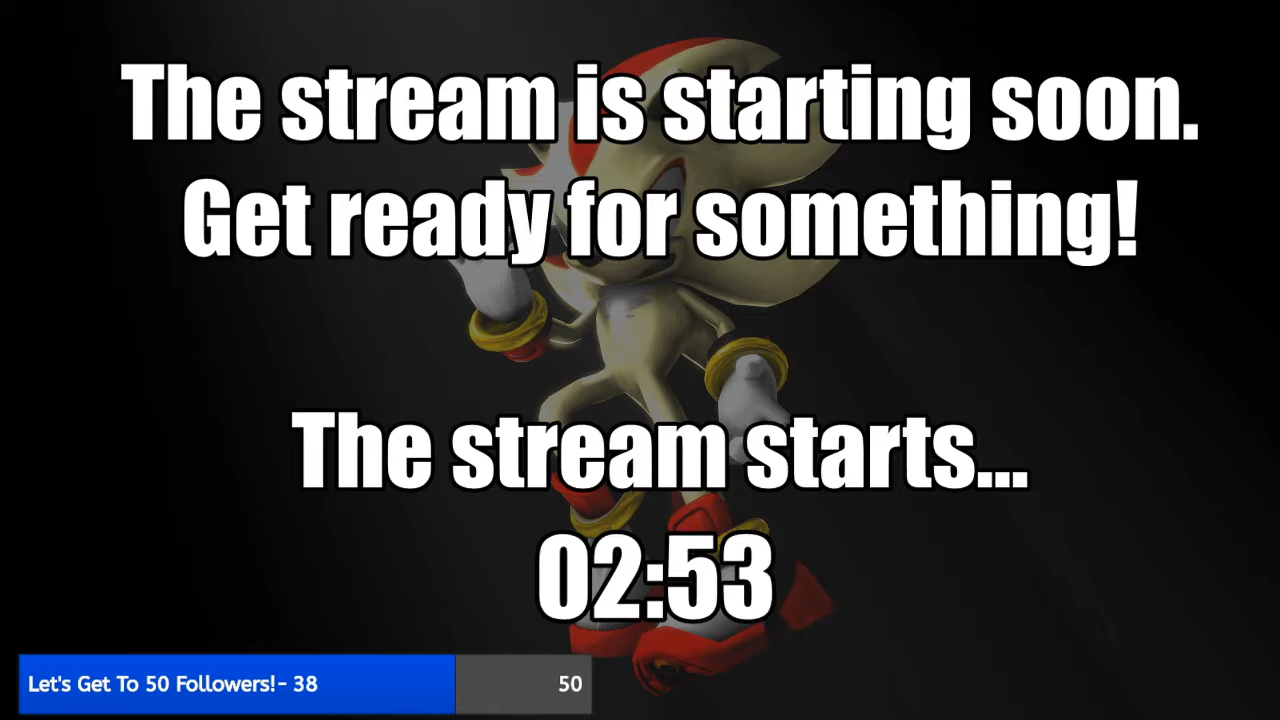 The stream is starting soon.
Get ready for something!
The stream starts...
02:53
Let's Get To 50 Followers!- 38
50